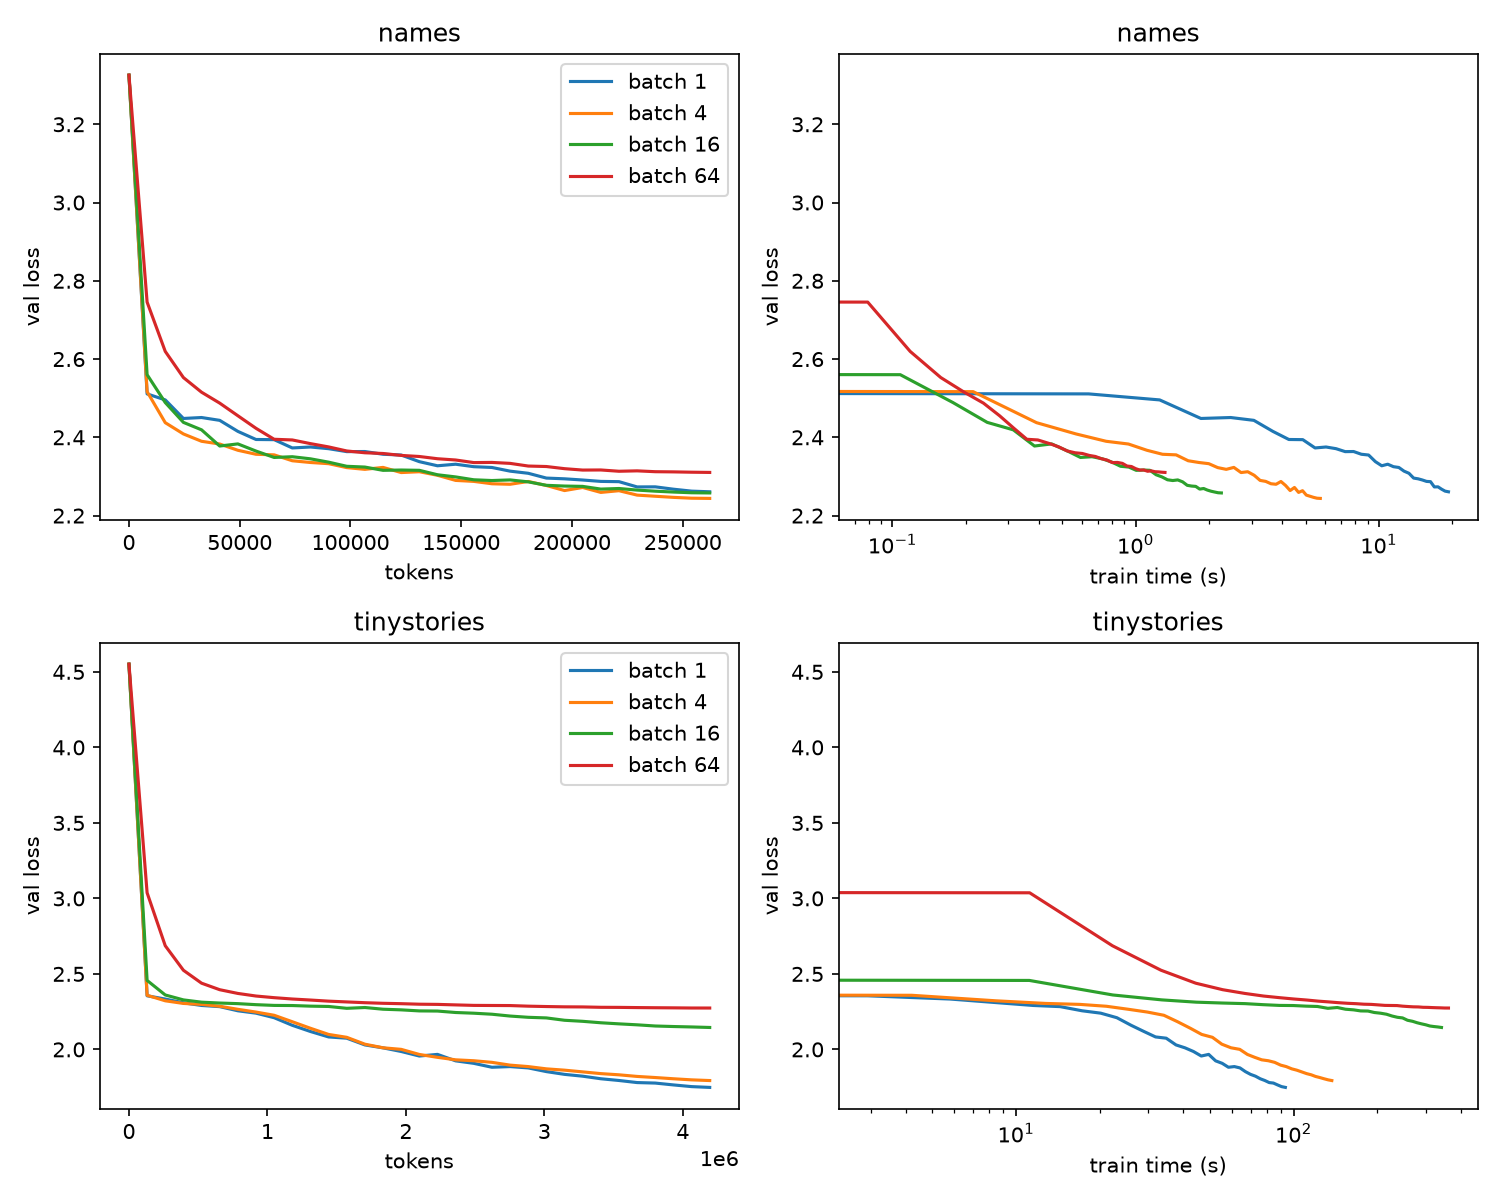 names
val loss
3.2
3.0
2.8
2.6
2.4
2.2
batch 1
batch 4
batch 16
batch 64
0
50000
100000
150000
200000
250000
tokens
names
val loss
3.2
3.0
2.8
2.6
2.4
2.2
10⁻¹
10⁰
10¹
train time (s)
tinystories
val loss
4.5
4.0
3.5
3.0
2.5
2.0
batch 1
batch 4
batch 16
batch 64
0
1
2
3
4
1e6
tokens
tinystories
val loss
4.5
4.0
3.5
3.0
2.5
2.0
10¹
10²
train time (s)